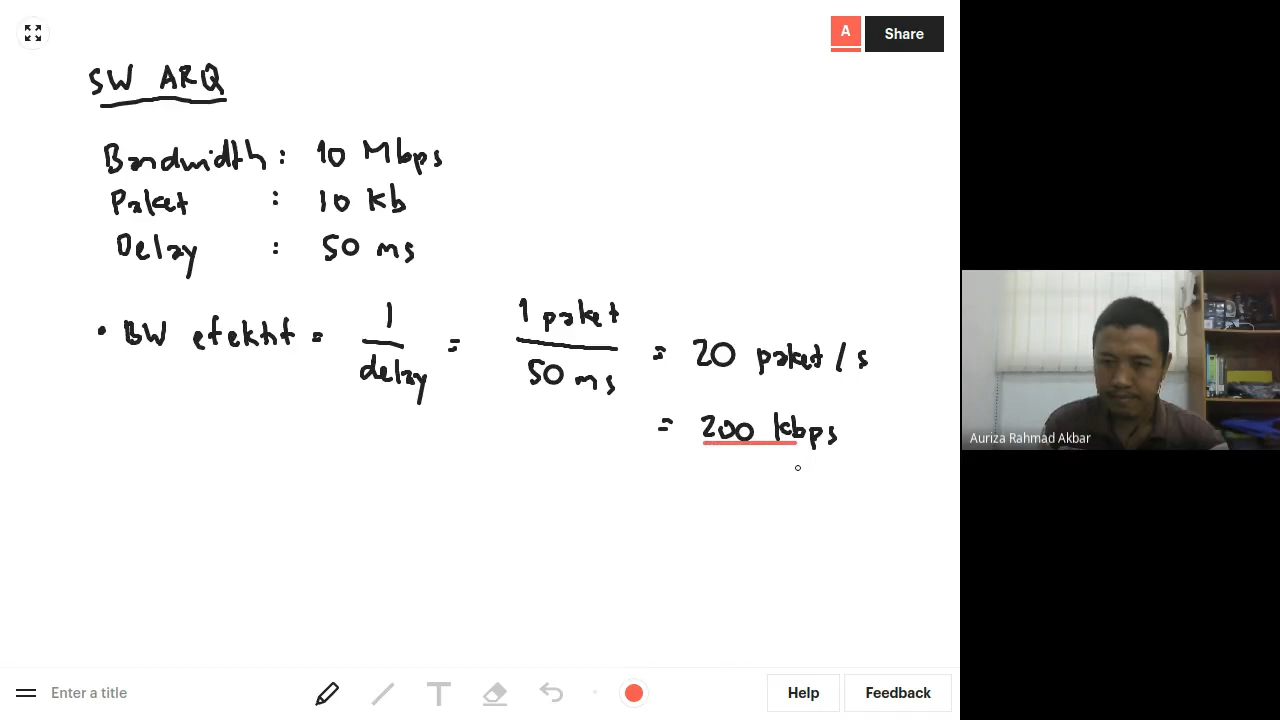 A Share
SW ARQ
Bandwidth : 10 Mbps
Paket : 10 kb
Delay : 50 ms
• BW efektif = 1 / delay = 1 paket / 50 ms = 20 paket / s
= 200 kbps
Auriza Rahmad Akbar
Enter a title T Help Feedback